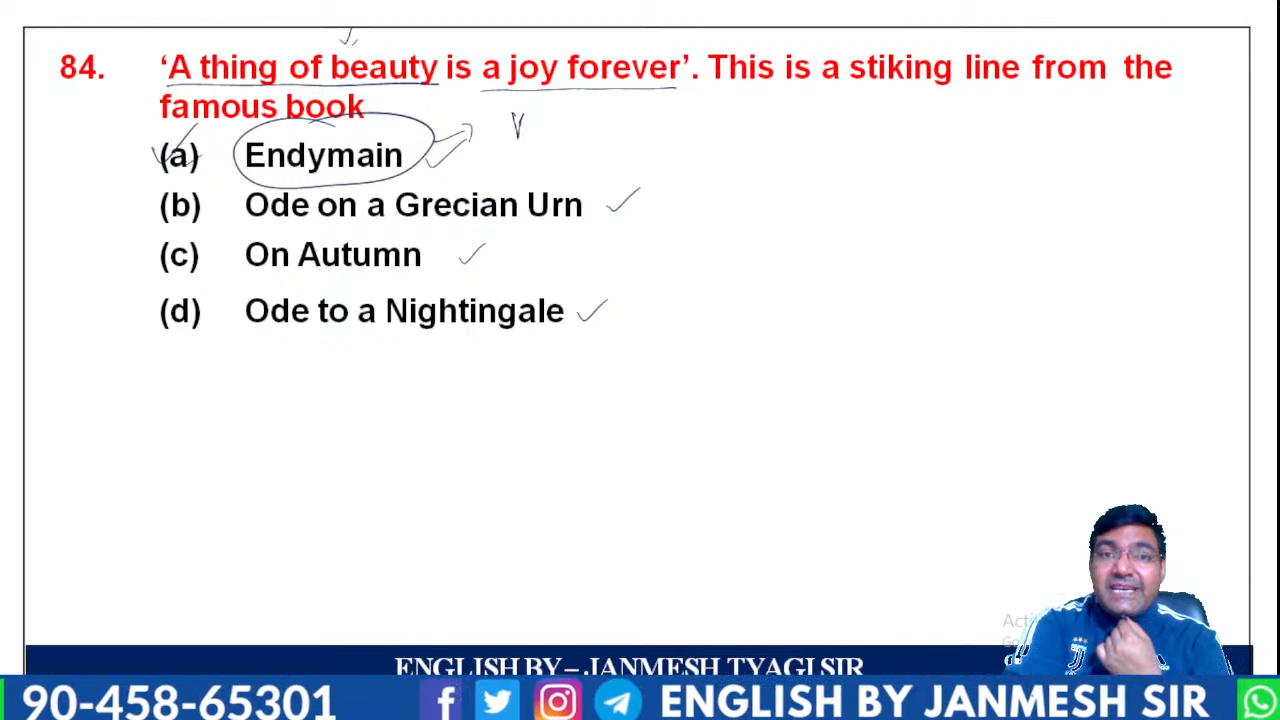 84. ‘A thing of beauty is a joy forever’. This is a stiking line from the
famous book
(a) Endymain
(b) Ode on a Grecian Urn
(c) On Autumn
(d) Ode to a Nightingale
ENGLISH BY– JANMESH TYAGI SIR
90-458-65301 ENGLISH BY JANMESH SIR